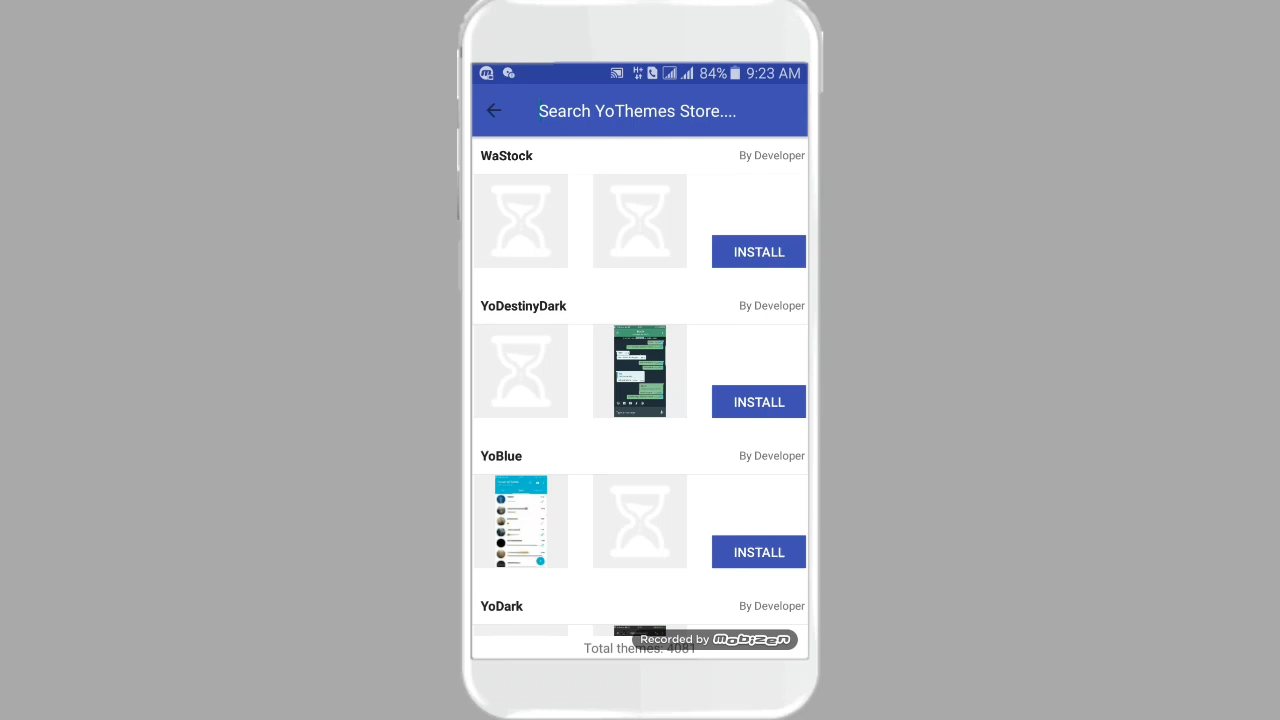 84% 9:23 AM
Search YoThemes Store....
WaStock By Developer
INSTALL
YoDestinyDark By Developer
INSTALL
YoBlue By Developer
INSTALL
YoDark By Developer
Recorded by mobizen
Total themes: 4081